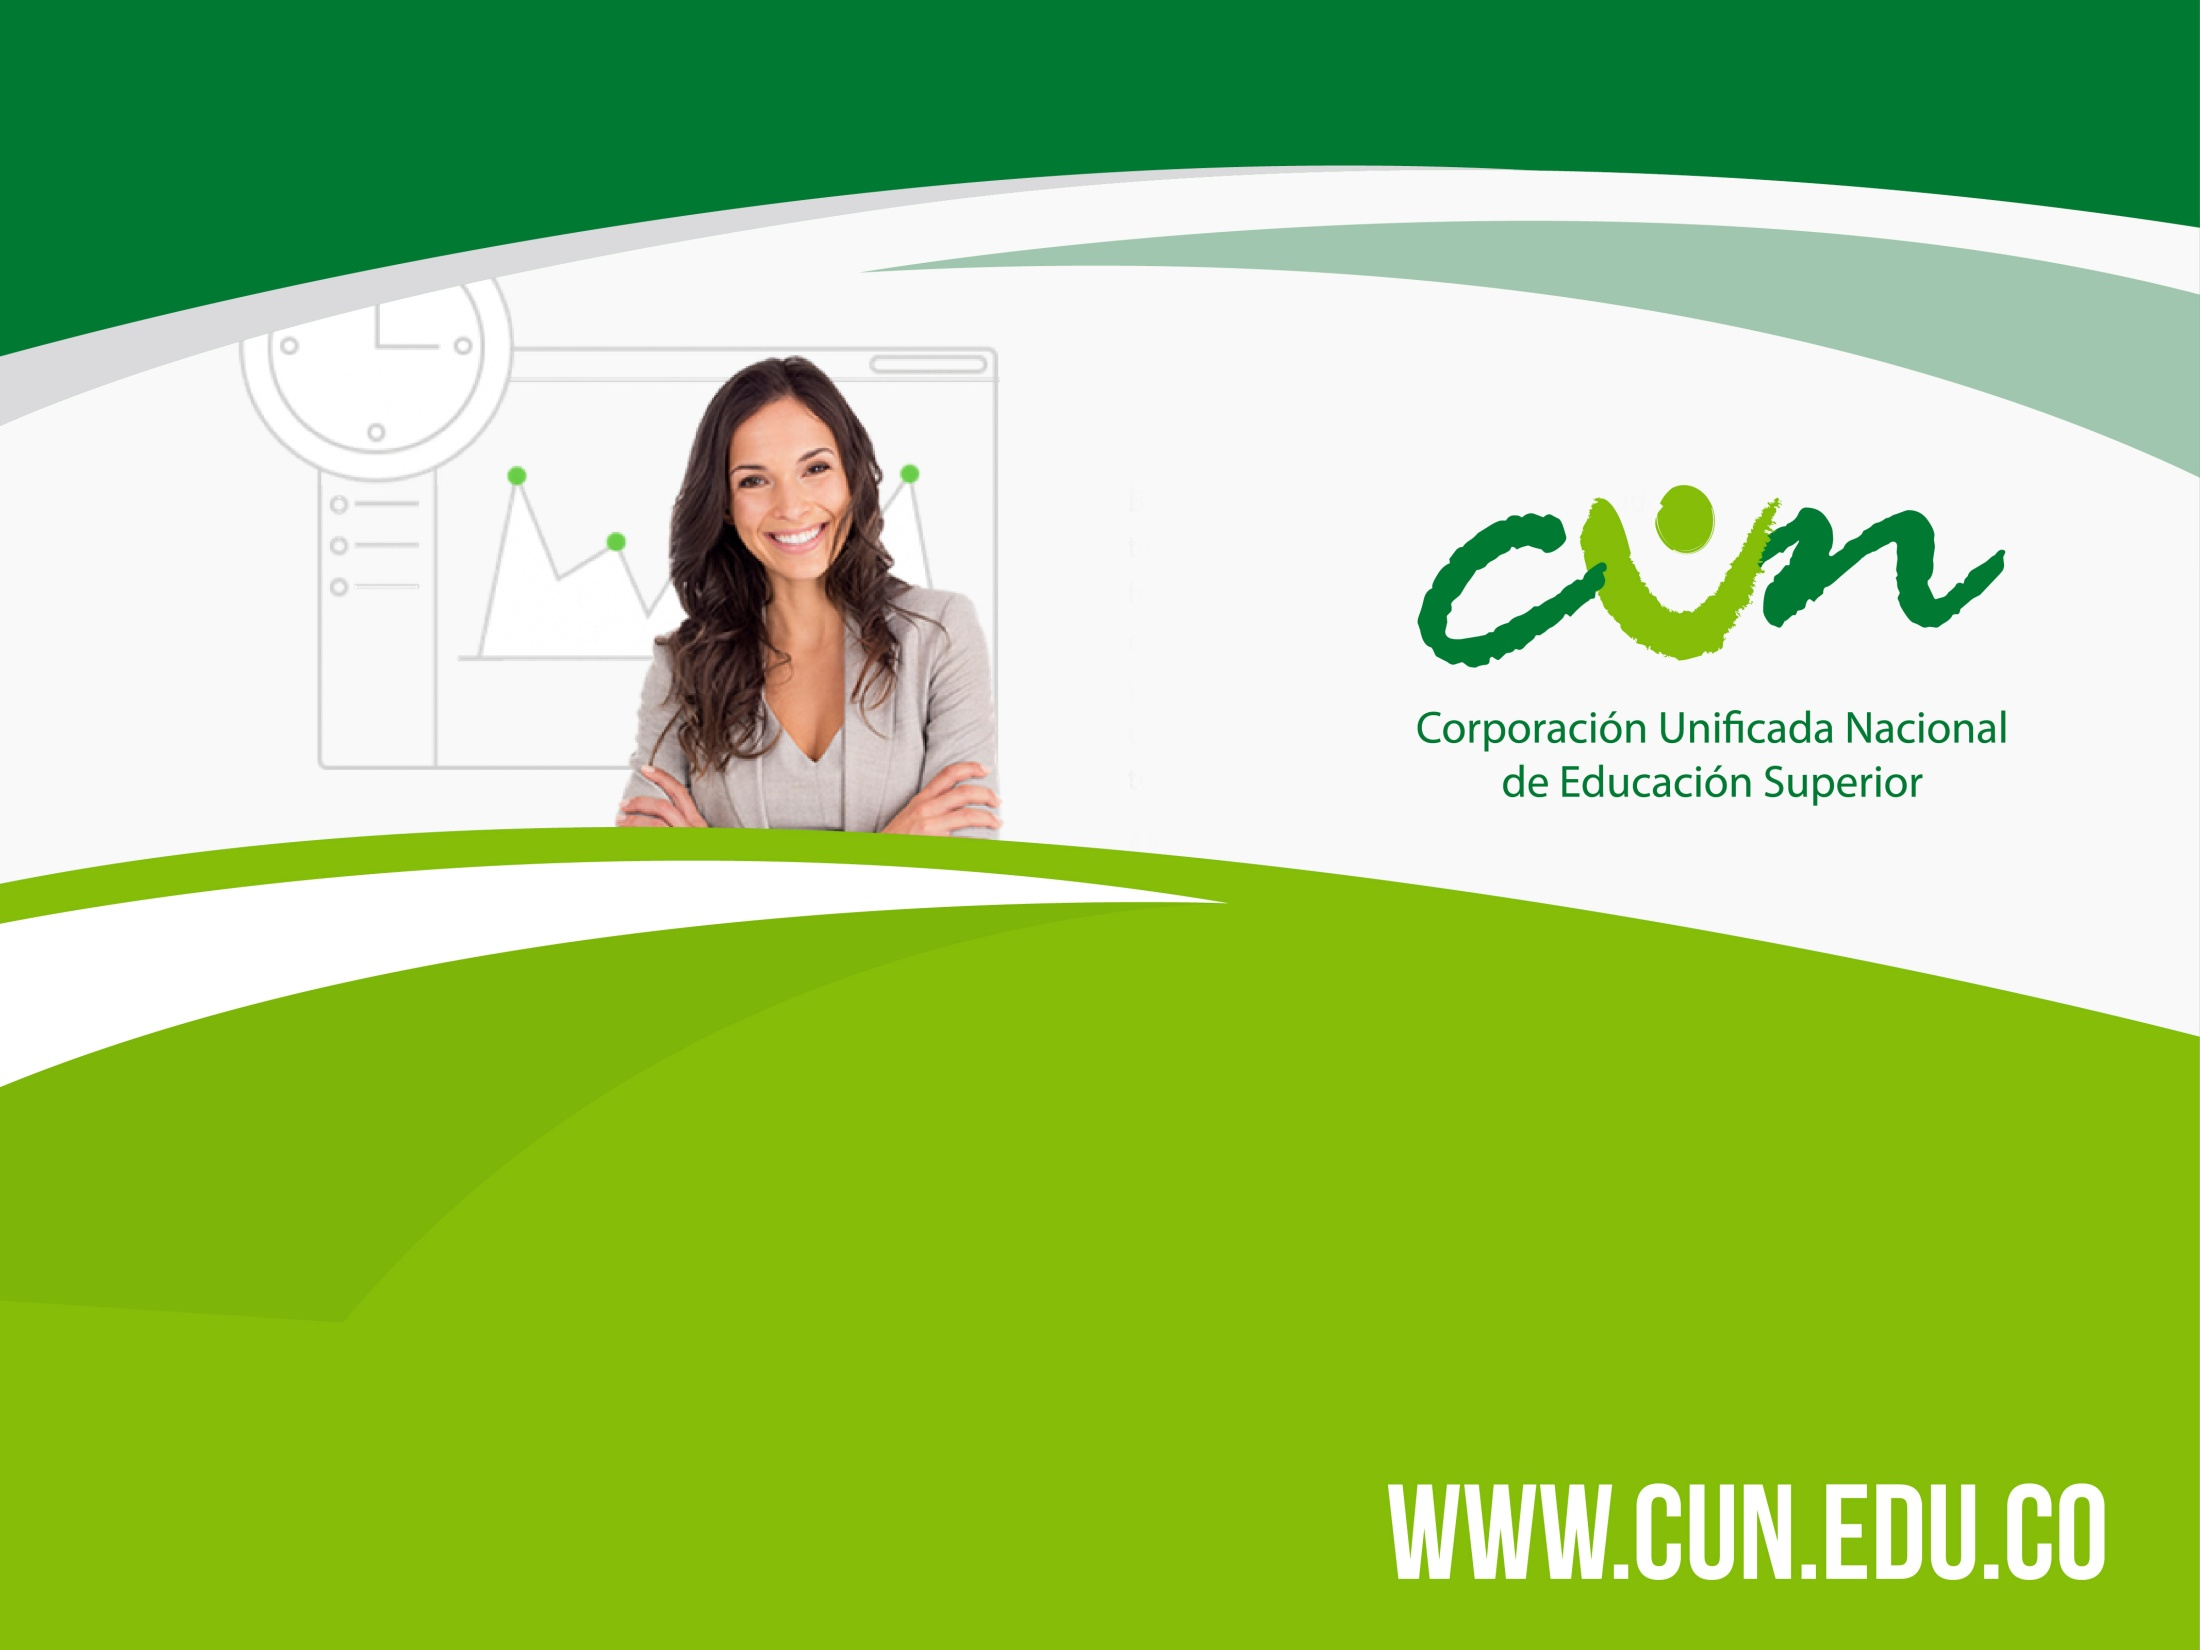 cun
Corporación Unificada Nacional
de Educación Superior
WWW.CUN.EDU.CO